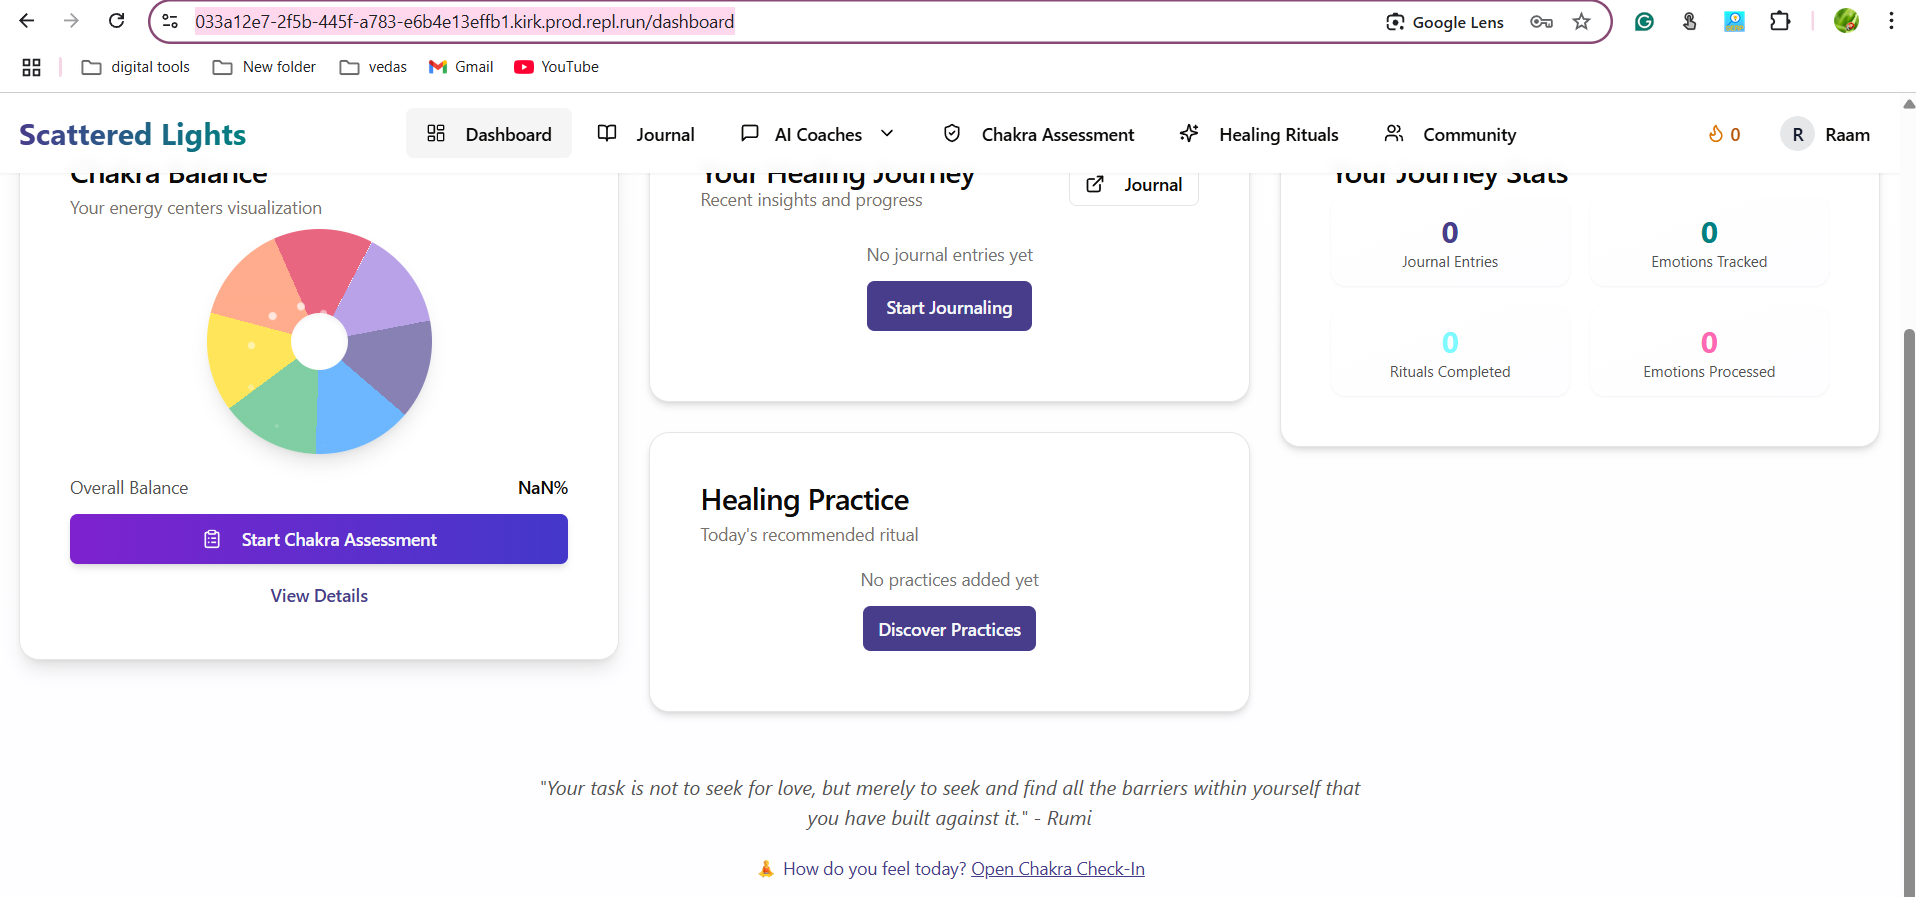 033a12e7-2f5b-445f-a783-e6b4e13effb1.kirk.prod.repl.run/dashboard
Google Lens
digital tools
New folder
vedas
Gmail
YouTube
Scattered Lights
Dashboard
Journal
AI Coaches
Chakra Assessment
Healing Rituals
Community
0
R
Raam
Chakra Balance
Your energy centers visualization
Overall Balance
NaN%
Start Chakra Assessment
View Details
Your Healing Journey
Recent insights and progress
Journal
No journal entries yet
Start Journaling
Healing Practice
Today's recommended ritual
No practices added yet
Discover Practices
Your Journey Stats
0
Journal Entries
0
Emotions Tracked
0
Rituals Completed
0
Emotions Processed
"Your task is not to seek for love, but merely to seek and find all the barriers within yourself that
you have built against it." - Rumi
How do you feel today? Open Chakra Check-In